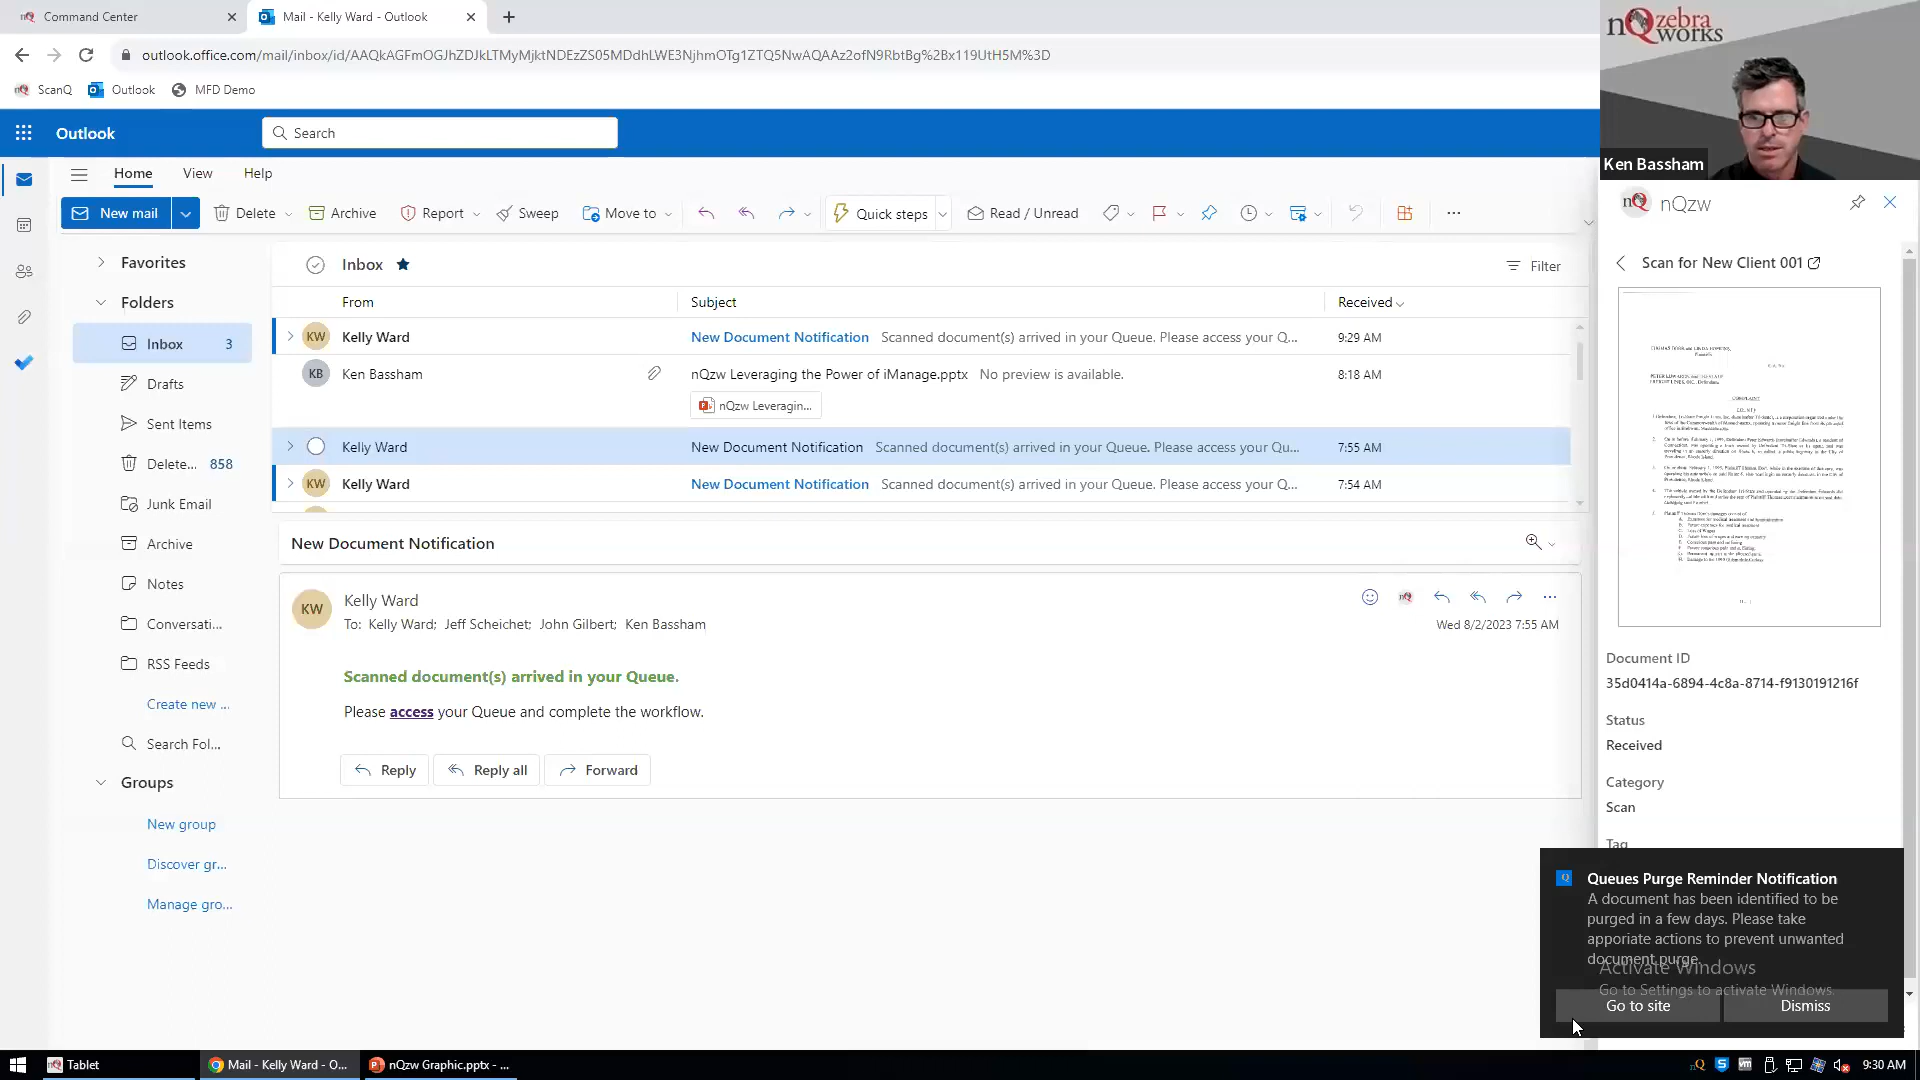 Command Center
Mail - Kelly Ward - Outlook
outlook.office.com/mail/inbox/id/AAQkAGFmOGJhZDJkLTMyMjktNDEzZS05MDdhLWE3NjhmOTg1ZTQ5NwAQAAz2ofN9RbtBg%2Bx119UtH5M%3D
ScanQ Outlook MFD Demo
nQ zebra works
Ken Bassham
Outlook
Search
Home View Help
New mail Delete Archive Report Sweep Move to Quick steps Read / Unread
Favorites
Folders
Inbox 3
Drafts
Sent Items
Delete... 858
Junk Email
Archive
Notes
Conversati...
RSS Feeds
Create new ...
Search Fol...
Groups
New group
Discover gr...
Manage gro...
Inbox
Filter
From Subject Received
KW Kelly Ward New Document Notification Scanned document(s) arrived in your Queue. Please access your Q... 9:29 AM
KB Ken Bassham nQzw Leveraging the Power of iManage.pptx No preview is available. 8:18 AM
nQzw Leveragin...
Kelly Ward New Document Notification Scanned document(s) arrived in your Queue. Please access your Qu... 7:55 AM
KW Kelly Ward New Document Notification Scanned document(s) arrived in your Queue. Please access your Q... 7:54 AM
New Document Notification
KW Kelly Ward
To: Kelly Ward; Jeff Scheichet; John Gilbert; Ken Bassham
Wed 8/2/2023 7:55 AM
Scanned document(s) arrived in your Queue.
Please access your Queue and complete the workflow.
Reply Reply all Forward
nQ nQzw
Scan for New Client 001
COMPLAINT
Document ID
35d0414a-6894-4c8a-8714-f9130191216f
Status
Received
Category
Scan
Tag
Queues Purge Reminder Notification
A document has been identified to be
purged in a few days. Please take
apporiate actions to prevent unwanted
document purge.
Activate Windows
Go to Settings to activate Windows.
Go to site Dismiss
Tablet
Mail - Kelly Ward - O...
nQzw Graphic.pptx - ...
9:30 AM